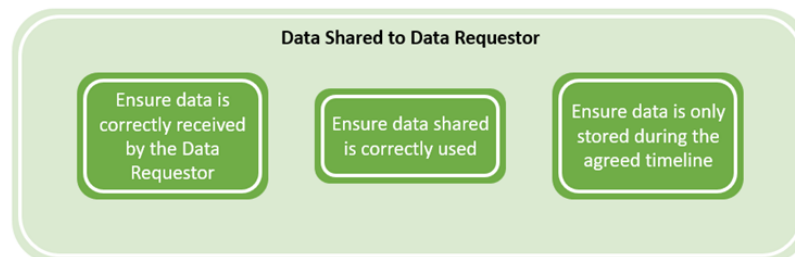 Data Shared to Data Requestor
Ensure data is
correctly received
by the Data
Requestor
Ensure data shared
is correctly used
Ensure data is only
stored during the
agreed timeline